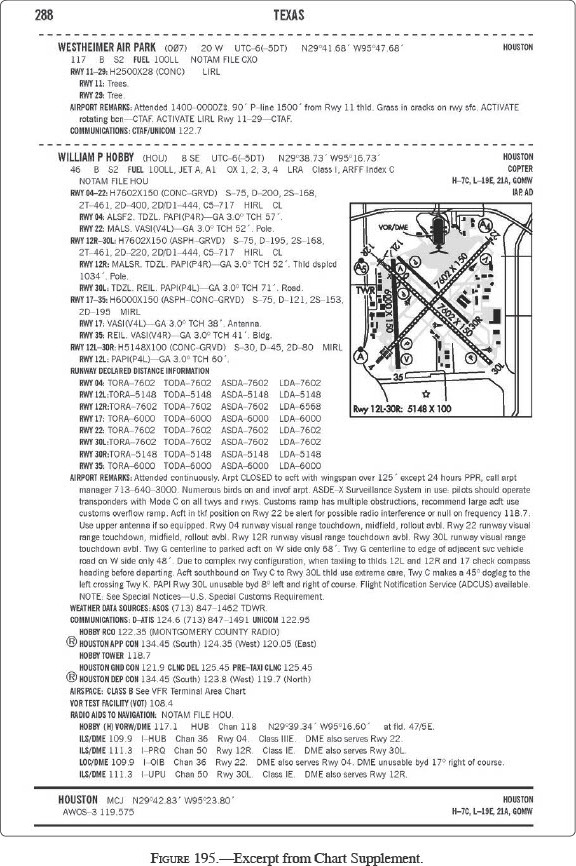 288
TEXAS
WESTHEIMER AIR PARK (0Ø7) 20 W UTC-6(-5DT) N29°41.68´ W95°47.68´ HOUSTON
117 B S2 FUEL 100LL NOTAM FILE CXO
RWY 11-29: H2500X28 (CONC) LIRL
RWY 11: Trees.
RWY 29: Tree.
AIRPORT REMARKS: Attended 1400-0000Z‡. 90´ P-line 1500´ from Rwy 11 thld. Grass in cracks on rwy sfc. ACTIVATE
rotating bcn—CTAF. ACTIVATE LIRL Rwy 11-29—CTAF.
COMMUNICATIONS: CTAF/UNICOM 122.7
WILLIAM P HOBBY (HOU) 8 SE UTC-6(-5DT) N29°38.73´ W95°16.73´ HOUSTON
46 B S2 FUEL 100LL, JET A, A1 OX 1, 2, 3, 4 LRA Class I, ARFF Index C COPTER
NOTAM FILE HOU H-7C, L-19E, 21A, GOMW
RWY 04-22: H7602X150 (CONC-GRVD) S-75, D-200, 2S-168, IAP, AD
2T-461, 2D-400, 2D/D1-444, C5-717 HIRL CL
RWY 04: ALSF2. TDZL. PAPI(P4R)—GA 3.0° TCH 57´.
RWY 22: MALS. VASI(V4L)—GA 3.0° TCH 52´. Pole.
RWY 12R-30L: H7602X150 (ASPH-GRVD) S-75, D-195, 2S-168,
2T-461, 2D-220, 2D/D1-444, C5-717 HIRL CL
RWY 12R: MALSR. TDZL. PAPI(P4R)—GA 3.0° TCH 52´. Thld dsplcd
1034´. Pole.
RWY 30L: TDZL. REIL. PAPI(P4L)—GA 3.0° TCH 71´. Road.
RWY 17-35: H6000X150 (ASPH-CONC-GRVD) S-75, D-121, 2S-153,
2D-195 MIRL
RWY 17: VASI(V4L)—GA 3.0° TCH 38´. Antenna.
RWY 35: REIL. VASI(V4R)—GA 3.0° TCH 41´. Bldg.
RWY 12L-30R: H5148X100 (CONC-GRVD) S-30, D-45, 2D-80 MIRL
RWY 12L: PAPI(P4L)—GA 3.0° TCH 60´.
RUNWAY DECLARED DISTANCE INFORMATION
RWY 04: TORA-7602 TODA-7602 ASDA-7602 LDA-7602
RWY 12L: TORA-5148 TODA-5148 ASDA-5148 LDA-5148
RWY 12R: TORA-7602 TODA-7602 ASDA-7602 LDA-6568
RWY 17: TORA-6000 TODA-6000 ASDA-6000 LDA-6000
RWY 22: TORA-7602 TODA-7602 ASDA-7602 LDA-7602
RWY 30L: TORA-7602 TODA-7602 ASDA-7602 LDA-7602
RWY 30R: TORA-5148 TODA-5148 ASDA-5148 LDA-5148
RWY 35: TORA-6000 TODA-6000 ASDA-6000 LDA-6000
VOR/DME
12R
12L
17
TWR
A5
7602 X 150
6000 X 150
7602 X 150
30R
30L
4
35
Rwy 12L-30R: 5148 X 100
AIRPORT REMARKS: Attended continuously. Arpt CLOSED to acft with wingspan over 125´ except 24 hours PPR, call arpt
manager 713-640-3000. Numerous birds on and invof arpt. ASDE-X Surveillance System in use: pilots should operate
transponders with Mode C on all twys and rwys. Customs ramp has multiple obstructions, recommend large acft use
customs overflow ramp. Acft in tkf position on Rwy 22 be alert for possible radio interference or null on frequency 118.7.
Use upper antenna if so equipped. Rwy 04 runway visual range touchdown, midfield, rollout avbl. Rwy 22 runway visual
range touchdown, midfield, rollout avbl. Rwy 12R runway visual range touchdown avbl. Rwy 30L runway visual range
touchdown avbl. Twy G centerline to parked acft on W side only 68´. Twy G centerline to edge of adjacent svc vehicle
road on W side only 48´. Due to complex rwy configuration, when taxiing to thlds 12L and 12R and 17 check compass
heading before departing. Acft southbound on Twy C to Rwy 30L thld use extreme care, Twy C makes a 45° dogleg to the
left crossing Twy K. PAPI Rwy 30L unusable byd 8° left and right of course. Flight Notification Service (ADCUS) available.
NOTE: See Special Notices—U.S. Special Customs Requirement.
WEATHER DATA SOURCES: ASOS (713) 847-1462 TDWR.
COMMUNICATIONS: D-ATIS 124.6 (713) 847-1491 UNICOM 122.95
HOBBY RCO 122.35 (MONTGOMERY COUNTY RADIO)
Ⓡ HOUSTON APP CON 134.45 (South) 124.35 (West) 120.05 (East)
HOBBY TOWER 118.7
HOUSTON GND CON 121.9 CLNC DEL 125.45 PRE-TAXI CLNC 125.45
Ⓡ HOUSTON DEP CON 134.45 (South) 123.8 (West) 119.7 (North)
AIRSPACE: CLASS B See VFR Terminal Area Chart
VOR TEST FACILITY (VOT) 108.4
RADIO AIDS TO NAVIGATION: NOTAM FILE HOU.
HOBBY (H) VORW/DME 117.1 HUB Chan 118 N29°39.34´ W95°16.60´ at fld. 47/5E.
ILS/DME 109.9 I-HUB Chan 36 Rwy 04. Class IIIE. DME also serves Rwy 22.
ILS/DME 111.3 I-PRQ Chan 50 Rwy 12R. Class IE. DME also serves Rwy 30L.
LOC/DME 109.9 I-OIB Chan 36 Rwy 22. DME also serves Rwy 04. DME unusable byd 17° right of course.
ILS/DME 111.3 I-UPU Chan 50 Rwy 30L. Class IE. DME also serves Rwy 12R.
HOUSTON MCJ N29°42.83´ W95°23.80´ HOUSTON
AWOS-3 119.575 H-7C, L-19E, 21A, GOMW
FIGURE 195.—Excerpt from Chart Supplement.